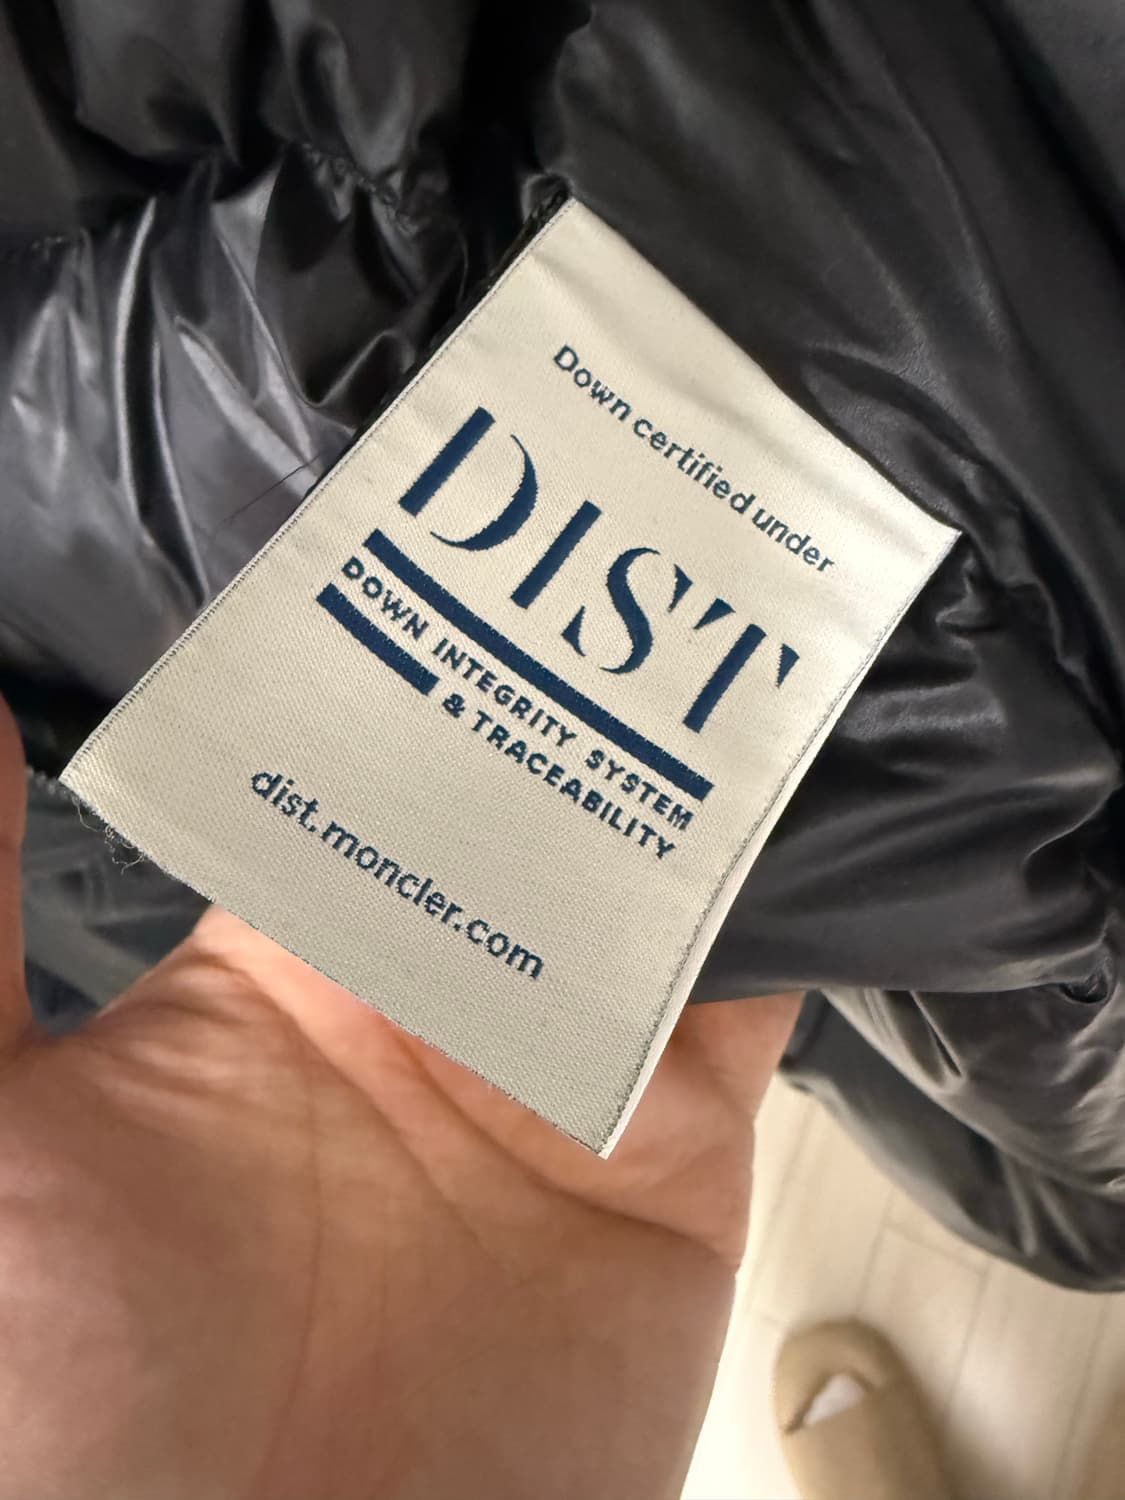 Down certified under
DIST
DOWN INTEGRITY SYSTEM
& TRACEABILITY
dist.moncler.com